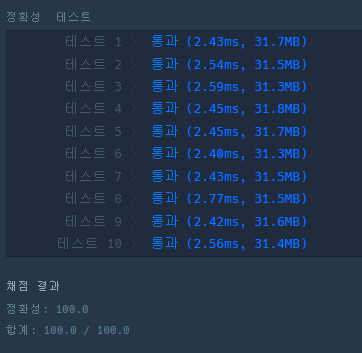 정확성 테스트
테스트 1 〉 통과 (2.43ms, 31.7MB)
테스트 2 〉 통과 (2.54ms, 31.5MB)
테스트 3 〉 통과 (2.59ms, 31.3MB)
테스트 4 〉 통과 (2.45ms, 31.8MB)
테스트 5 〉 통과 (2.45ms, 31.7MB)
테스트 6 〉 통과 (2.40ms, 31.3MB)
테스트 7 〉 통과 (2.43ms, 31.5MB)
테스트 8 〉 통과 (2.77ms, 31.5MB)
테스트 9 〉 통과 (2.42ms, 31.6MB)
테스트 10 〉 통과 (2.56ms, 31.4MB)
채점 결과
정확성: 100.0
합계: 100.0 / 100.0